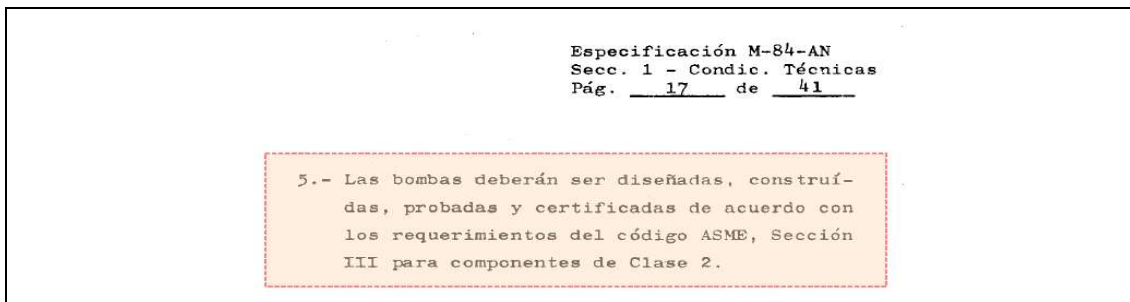 Especificación M-84-AN
Secc. 1 - Condic. Técnicas
Pág. 17 de 41
5.- Las bombas deberán ser diseñadas, construí-
das, probadas y certificadas de acuerdo con
los requerimientos del código ASME, Sección
III para componentes de Clase 2.